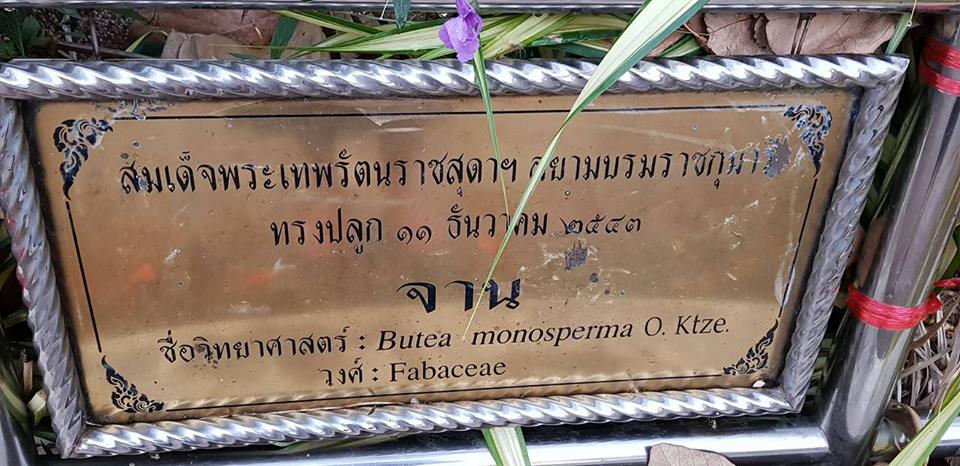 สมเด็จพระเทพรัตนราชสุดาฯ สยามบรมราชกุมารี
ทรงปลูก ๑๑ ธันวาคม ๒๕๔๓
จาน
ชื่อวิทยาศาสตร์ : Butea monosperma O. Ktze.
วงศ์ : Fabaceae